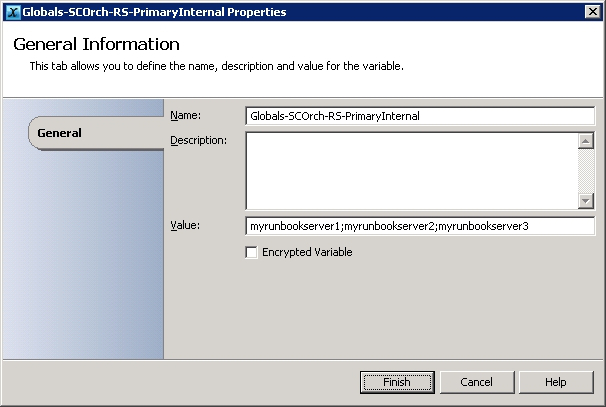 Globals-SCOrch-RS-PrimaryInternal Properties
General Information
This tab allows you to define the name, description and value for the variable.
General
Name: Globals-SCOrch-RS-PrimaryInternal
Description:
Value: myrunbookserver1;myrunbookserver2;myrunbookserver3
Encrypted Variable
Finish Cancel Help